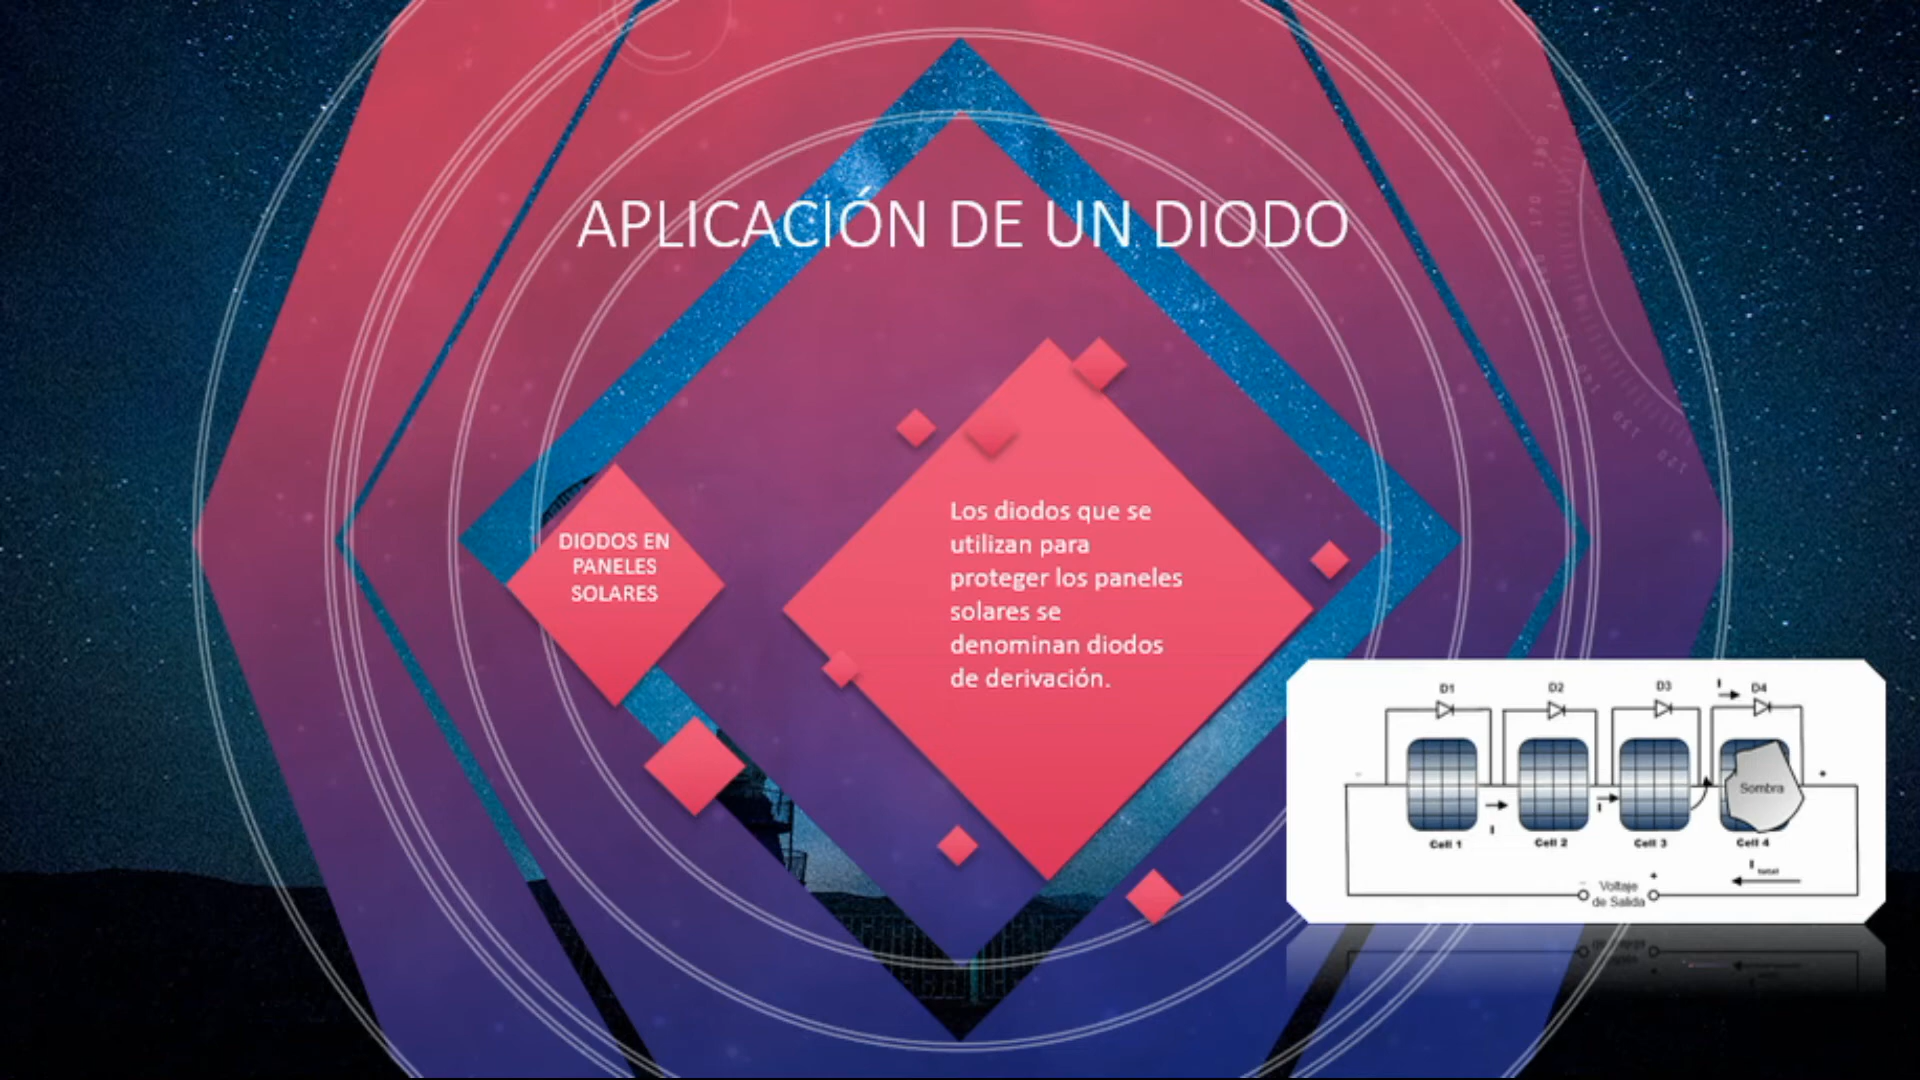 APLICACIÓN DE UN DIODO
DIODOS EN
PANELES
SOLARES
Los diodos que se
utilizan para
proteger los paneles
solares se
denominan diodos
de derivación.
D1
D2
D3
I
D4
Sombra
I
I
Cell 1
Cell 2
Cell 3
Cell 4
I total
Voltaje
de Salida